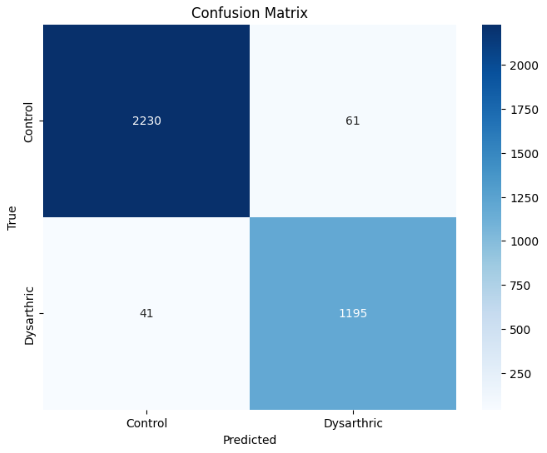 Confusion Matrix
True
Control
Dysarthric
2230
61
41
1195
Control
Dysarthric
Predicted
2000
1750
1500
1250
1000
750
500
250